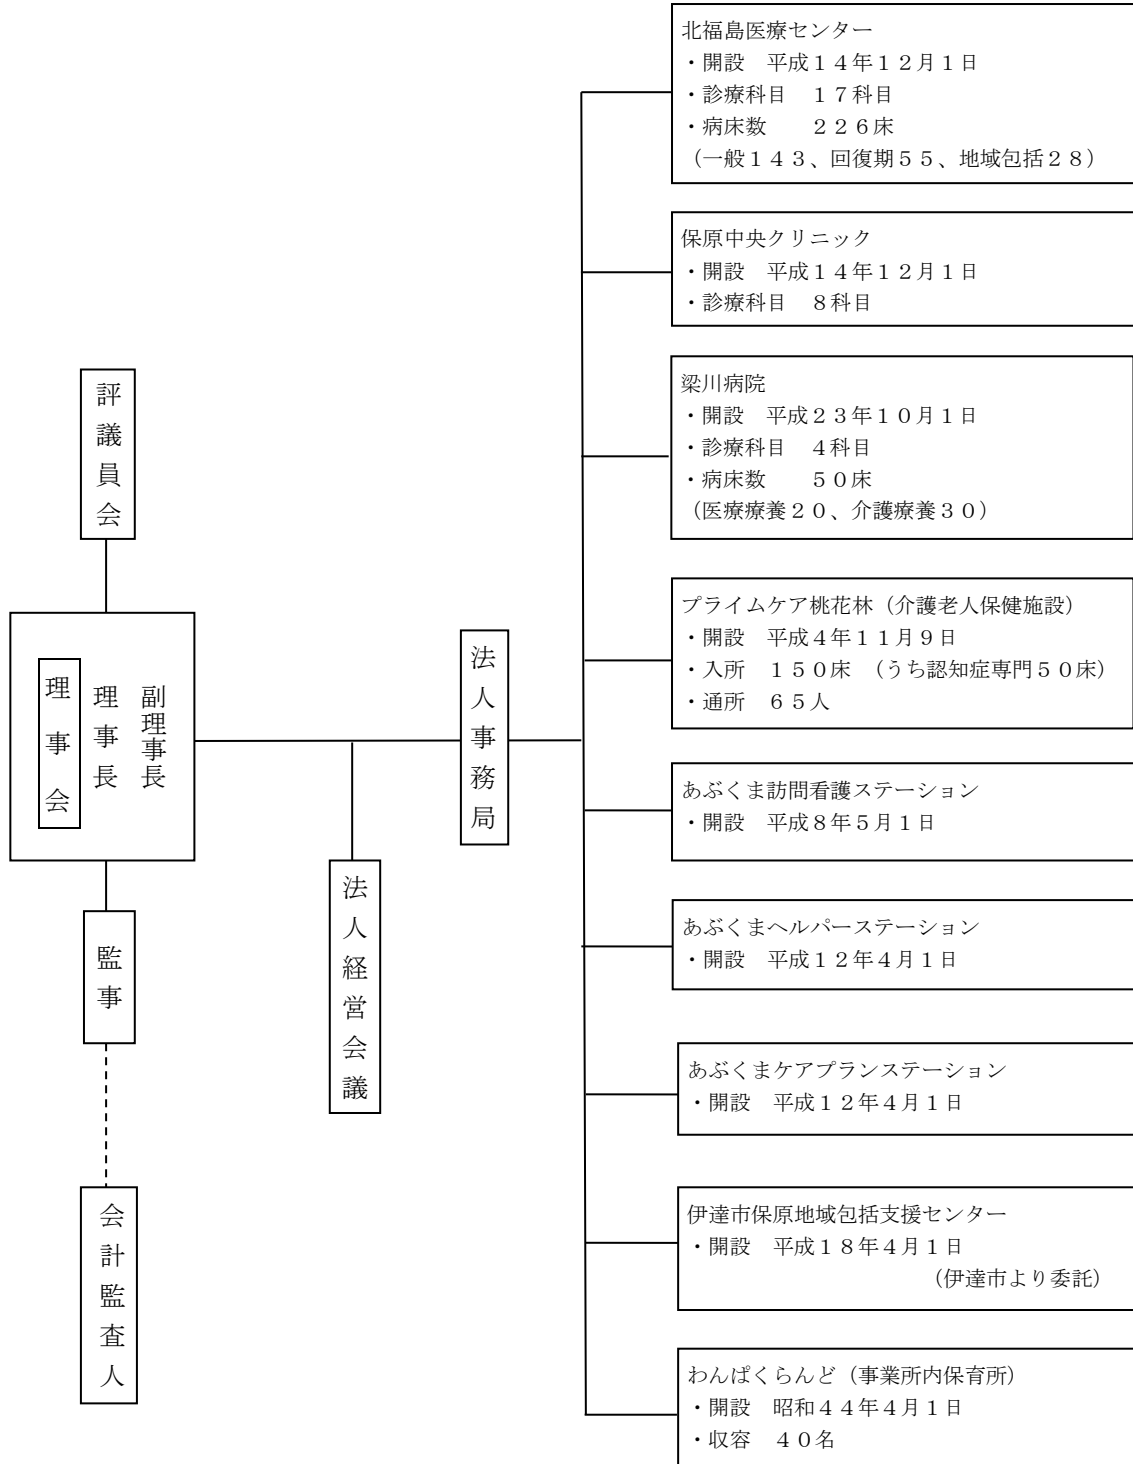 評議員会
理事会
理事長
副理事長
監事
会計監査人
法人経営会議
法人事務局
北福島医療センター
・開設　平成１４年１２月１日
・診療科目　１７科目
・病床数　　２２６床
（一般１４３、回復期５５、地域包括２８）
保原中央クリニック
・開設　平成１４年１２月１日
・診療科目　８科目
梁川病院
・開設　平成２３年１０月１日
・診療科目　４科目
・病床数　　５０床
（医療療養２０、介護療養３０）
プライムケア桃花林（介護老人保健施設）
・開設　平成４年１１月９日
・入所　１５０床　（うち認知症専門５０床）
・通所　６５人
あぶくま訪問看護ステーション
・開設　平成８年５月１日
あぶくまヘルパーステーション
・開設　平成１２年４月１日
あぶくまケアプランステーション
・開設　平成１２年４月１日
伊達市保原地域包括支援センター
・開設　平成１８年４月１日
（伊達市より委託）
わんぱくらんど（事業所内保育所）
・開設　昭和４４年４月１日
・収容　４０名